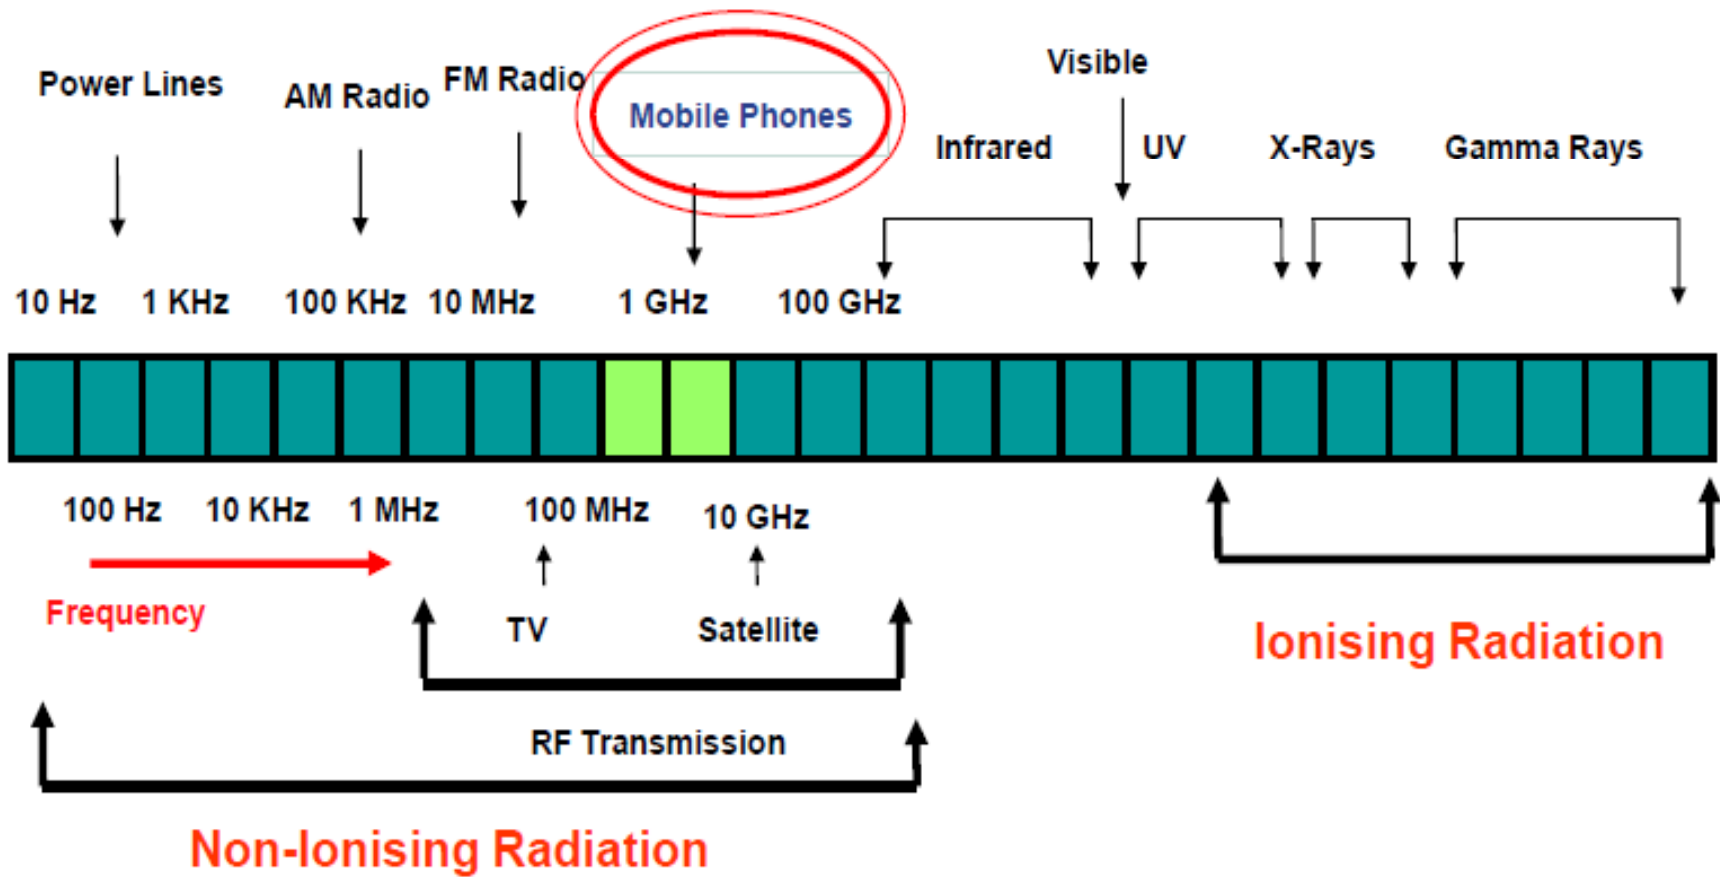 Visible
Power Lines
AM Radio
FM Radio
Mobile Phones
Infrared
UV
X-Rays
Gamma Rays
10 Hz
1 KHz
100 KHz
10 MHz
1 GHz
100 GHz
100 Hz
10 KHz
1 MHz
100 MHz
10 GHz
Frequency
TV
Satellite
Ionising Radiation
RF Transmission
Non-Ionising Radiation